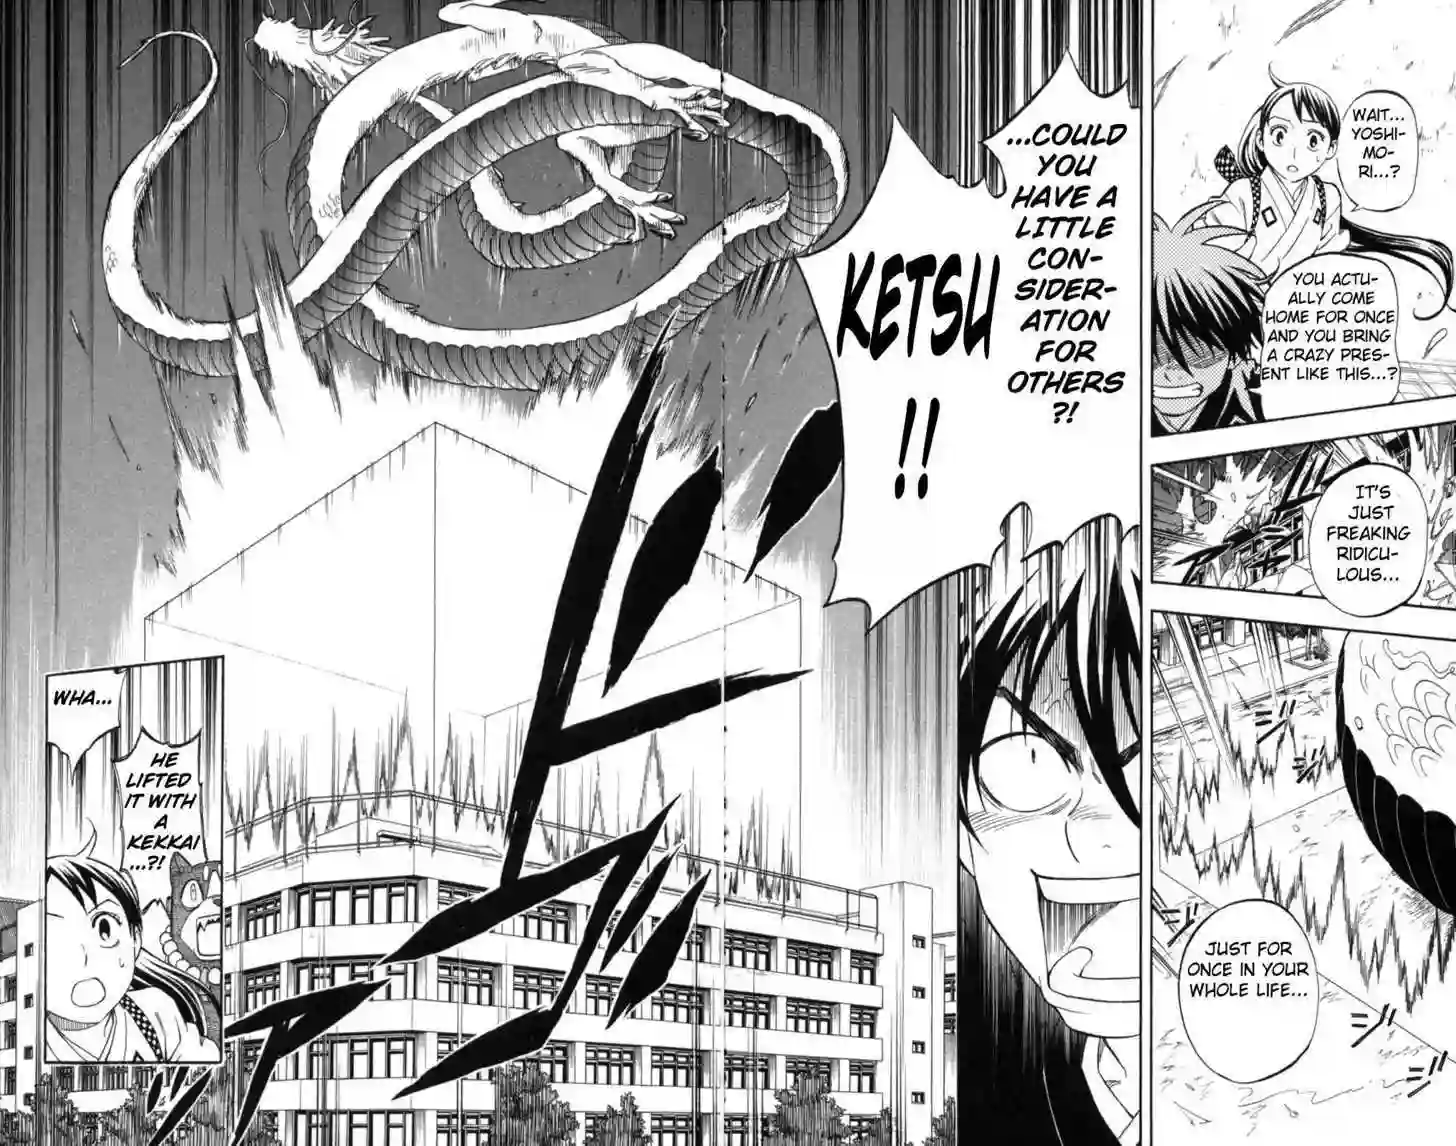 WAIT...
YOSHI-
MO-
RI...?
YOU ACTU-
ALLY COME
HOME FOR ONCE
AND YOU BRING
A CRAZY PRES-
ENT LIKE THIS...?
IT'S
JUST
FREAKING
RIDICU-
LOUS...
JUST FOR
ONCE IN YOUR
WHOLE LIFE...
...COULD
YOU
HAVE A
LITTLE
CON-
SIDER-
ATION
FOR
OTHERS
?!
KETSU
!!
WHA...
HE
LIFTED
IT WITH
A
KEKKAI
...?!